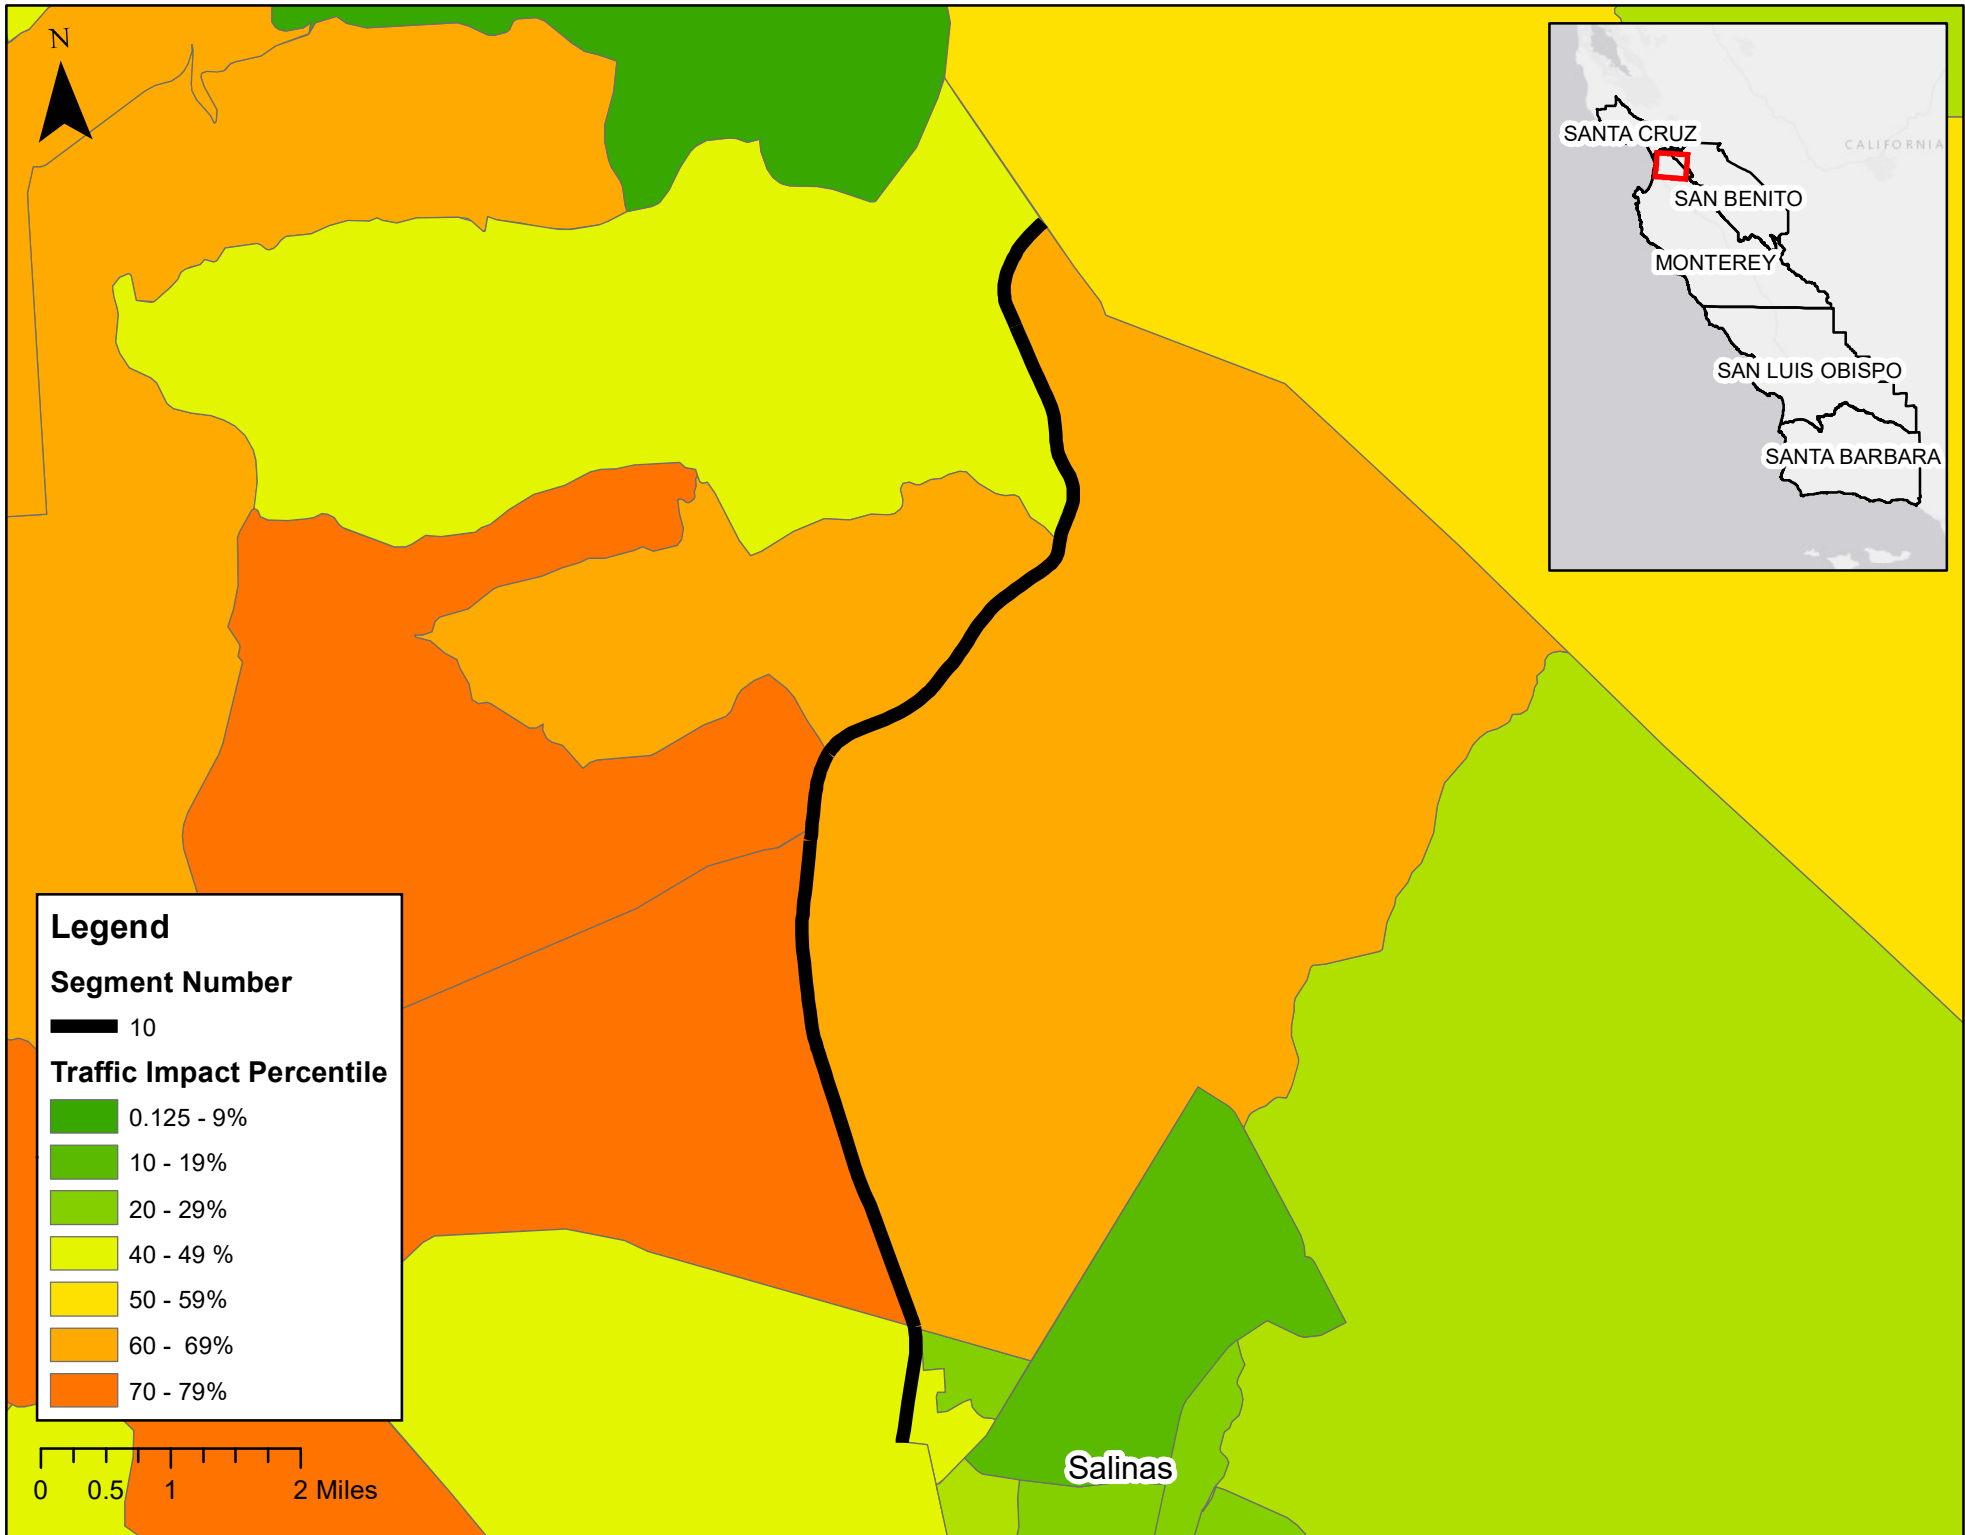 N
SANTA CRUZ
CALIFORNIA
SAN BENITO
MONTEREY
SAN LUIS OBISPO
SANTA BARBARA
Legend
Segment Number
10
Traffic Impact Percentile
0.125 - 9%
10 - 19%
20 - 29%
40 - 49 %
50 - 59%
60 -  69%
70 - 79%
0 0.5 1 2 Miles
Salinas